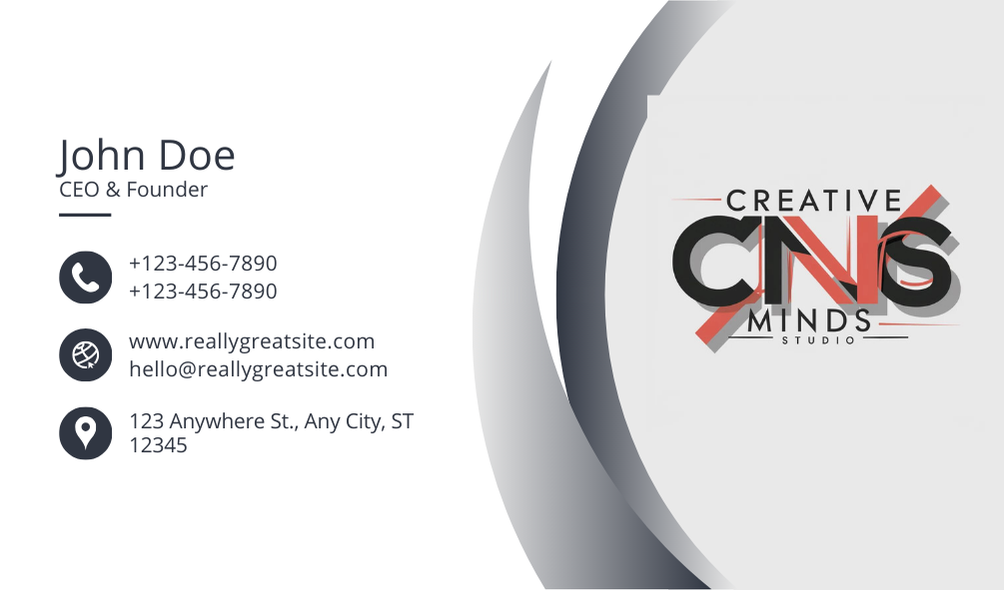 John Doe
CEO & Founder
+123-456-7890
+123-456-7890
www.reallygreatsite.com
hello@reallygreatsite.com
123 Anywhere St., Any City, ST
12345
CREATIVE
CNS
MINDS
STUDIO